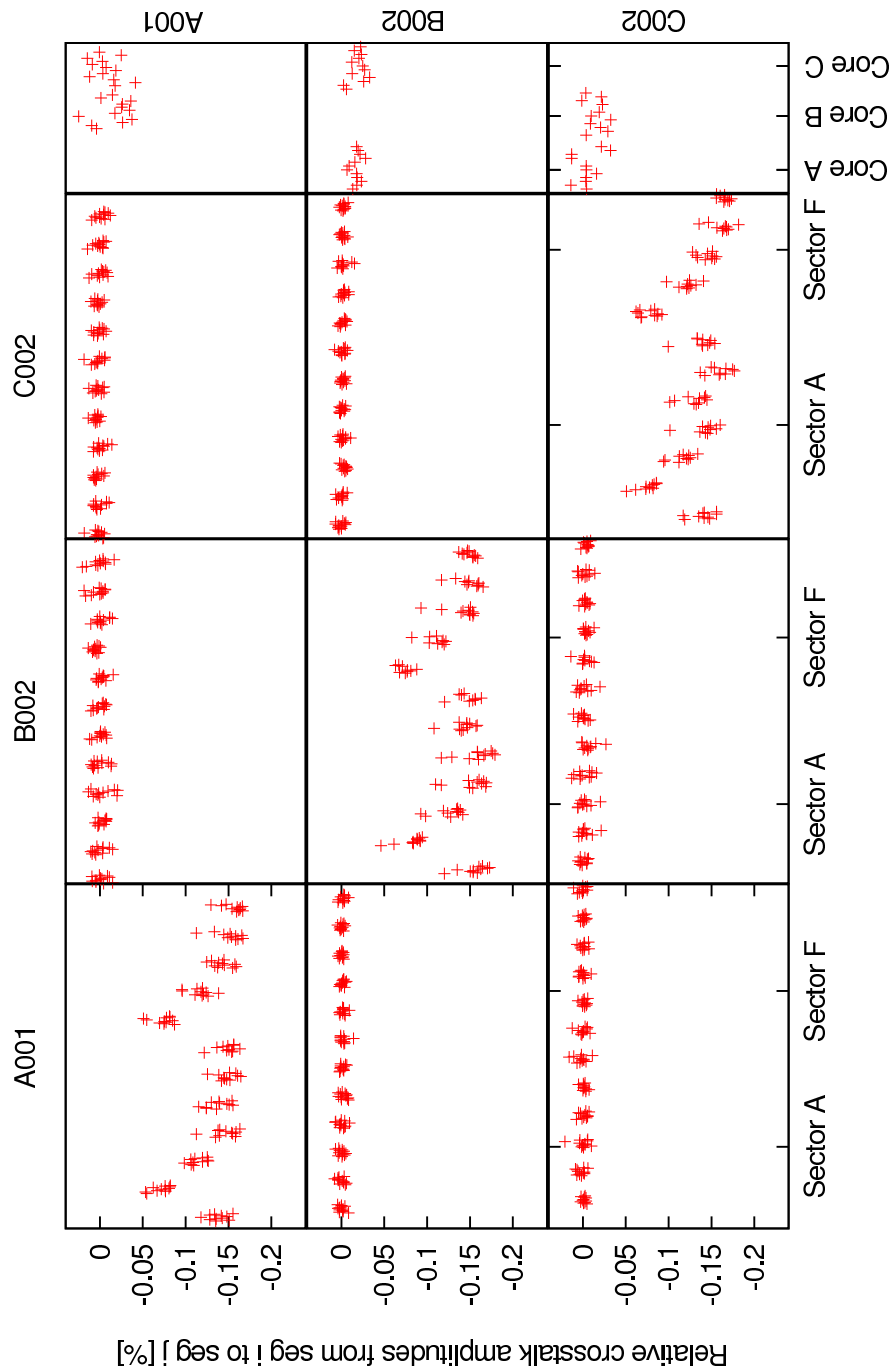 A001
B002
C002
Relative crosstalk amplitudes from seg i to seg j [%]
0
-0.05
-0.1
-0.15
-0.2
A001
0
-0.05
-0.1
-0.15
-0.2
B002
0
-0.05
-0.1
-0.15
-0.2
C002
Sector A
Sector F
Sector A
Sector F
Sector A
Sector F
Core A
Core B
Core C